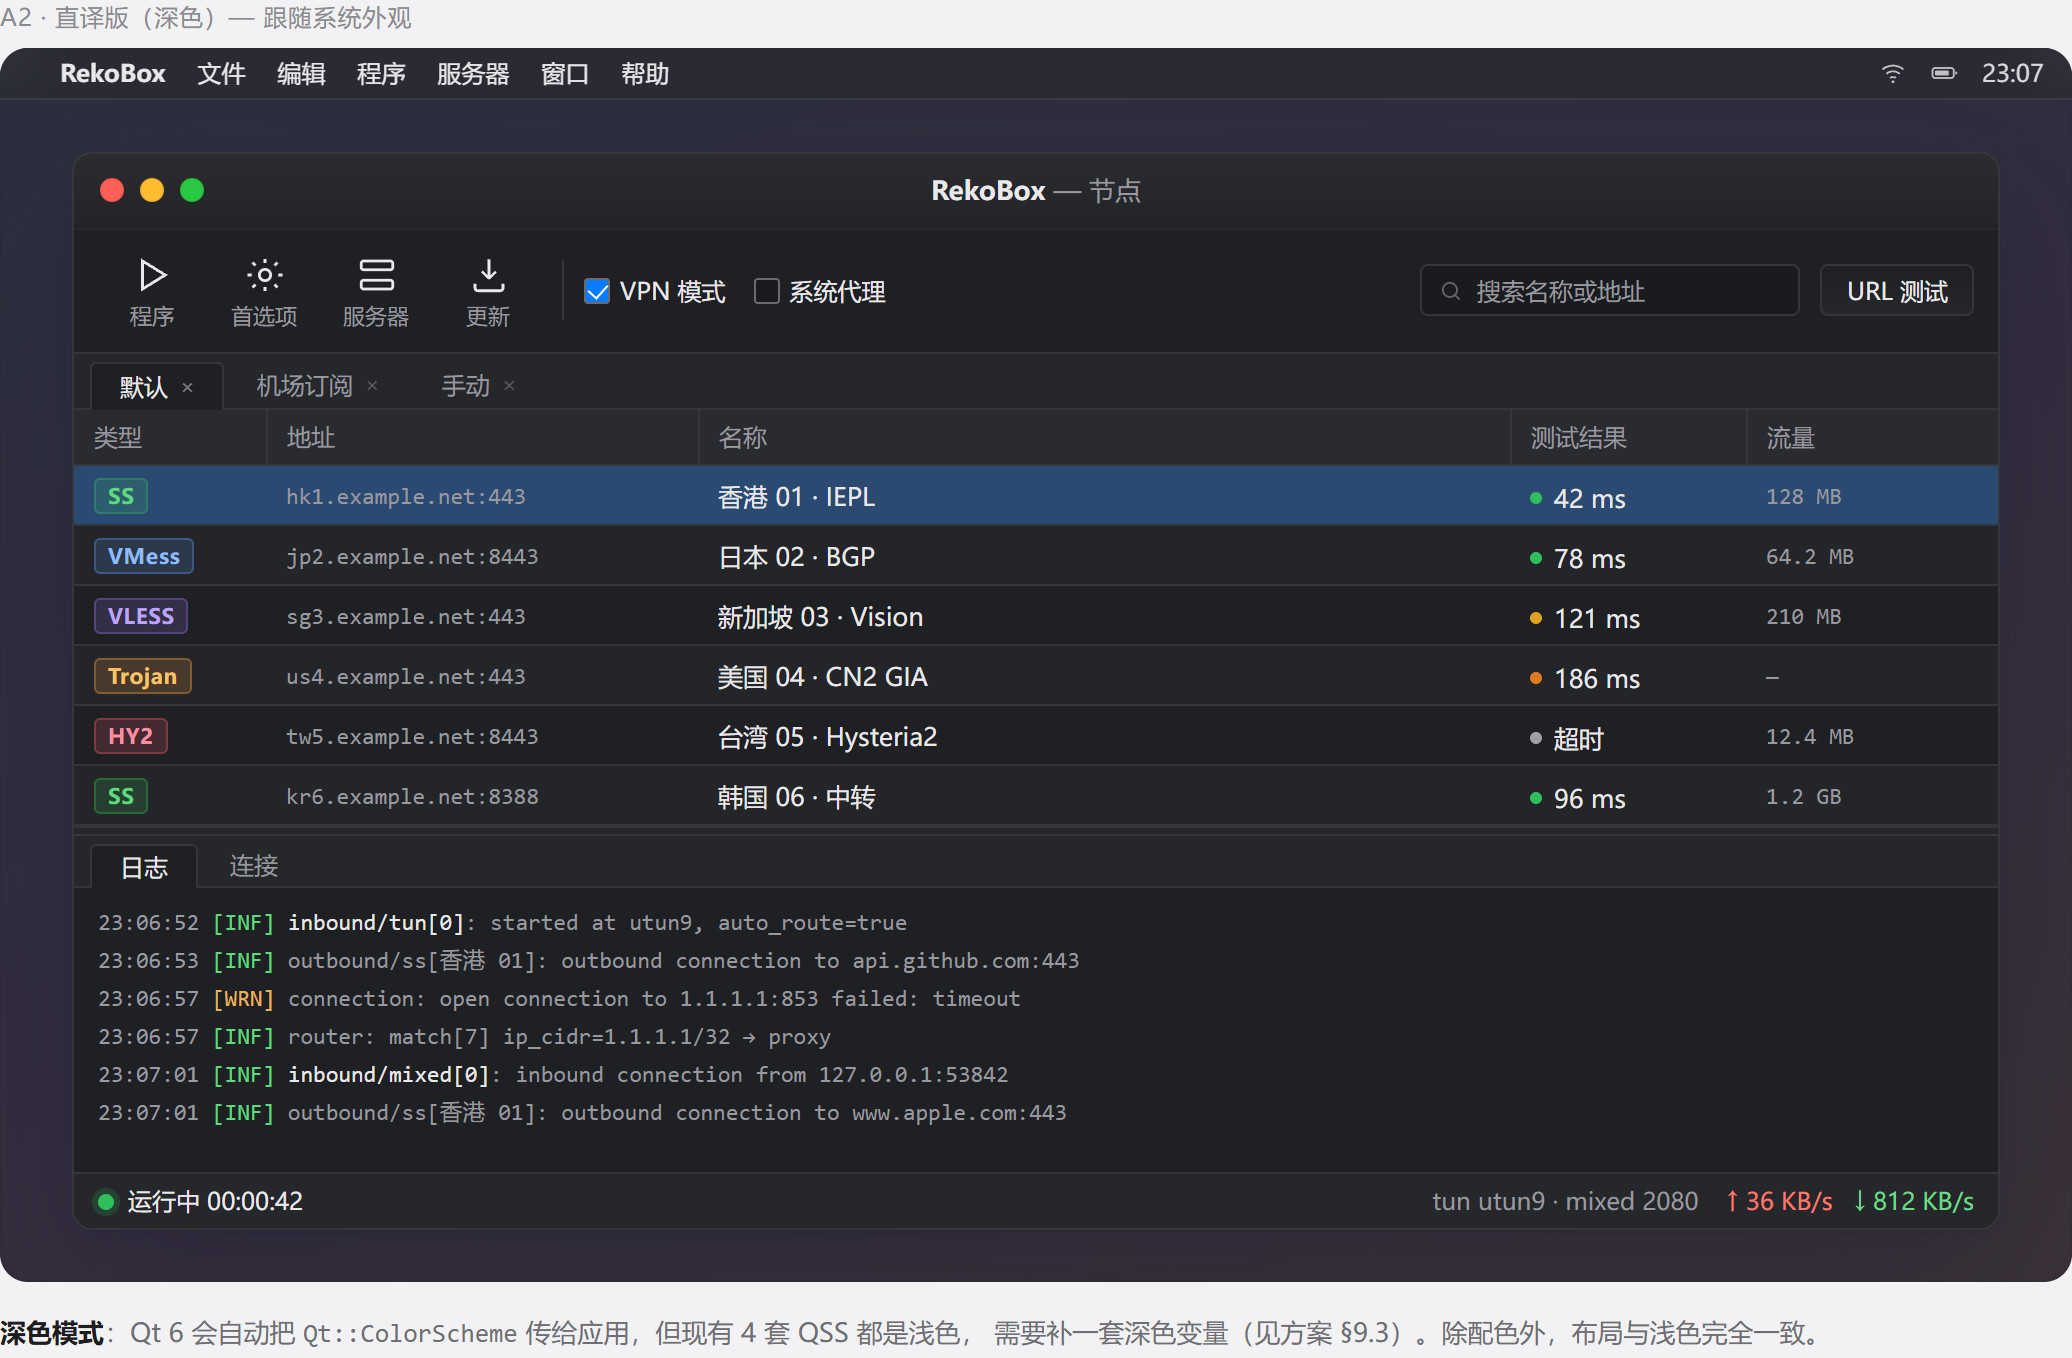 A2 · 直译版（深色）— 跟随系统外观
RekoBox 文件 编辑 程序 服务器 窗口 帮助 23:07
RekoBox — 节点
程序 首选项 服务器 更新 VPN 模式 系统代理 搜索名称或地址 URL 测试
默认 × 机场订阅 × 手动 ×
类型 地址 名称 测试结果 流量
SS hk1.example.net:443 香港 01 · IEPL 42 ms 128 MB
VMess jp2.example.net:8443 日本 02 · BGP 78 ms 64.2 MB
VLESS sg3.example.net:443 新加坡 03 · Vision 121 ms 210 MB
Trojan us4.example.net:443 美国 04 · CN2 GIA 186 ms —
HY2 tw5.example.net:8443 台湾 05 · Hysteria2 超时 12.4 MB
SS kr6.example.net:8388 韩国 06 · 中转 96 ms 1.2 GB
日志 连接
23:06:52 [INF] inbound/tun[0]: started at utun9, auto_route=true
23:06:53 [INF] outbound/ss[香港 01]: outbound connection to api.github.com:443
23:06:57 [WRN] connection: open connection to 1.1.1.1:853 failed: timeout
23:06:57 [INF] router: match[7] ip_cidr=1.1.1.1/32 → proxy
23:07:01 [INF] inbound/mixed[0]: inbound connection from 127.0.0.1:53842
23:07:01 [INF] outbound/ss[香港 01]: outbound connection to www.apple.com:443
运行中 00:00:42 tun utun9 · mixed 2080 ↑ 36 KB/s ↓ 812 KB/s
深色模式：Qt 6 会自动把 Qt::ColorScheme 传给应用，但现有 4 套 QSS 都是浅色， 需要补一套深色变量（见方案 §9.3）。除配色外，布局与浅色完全一致。